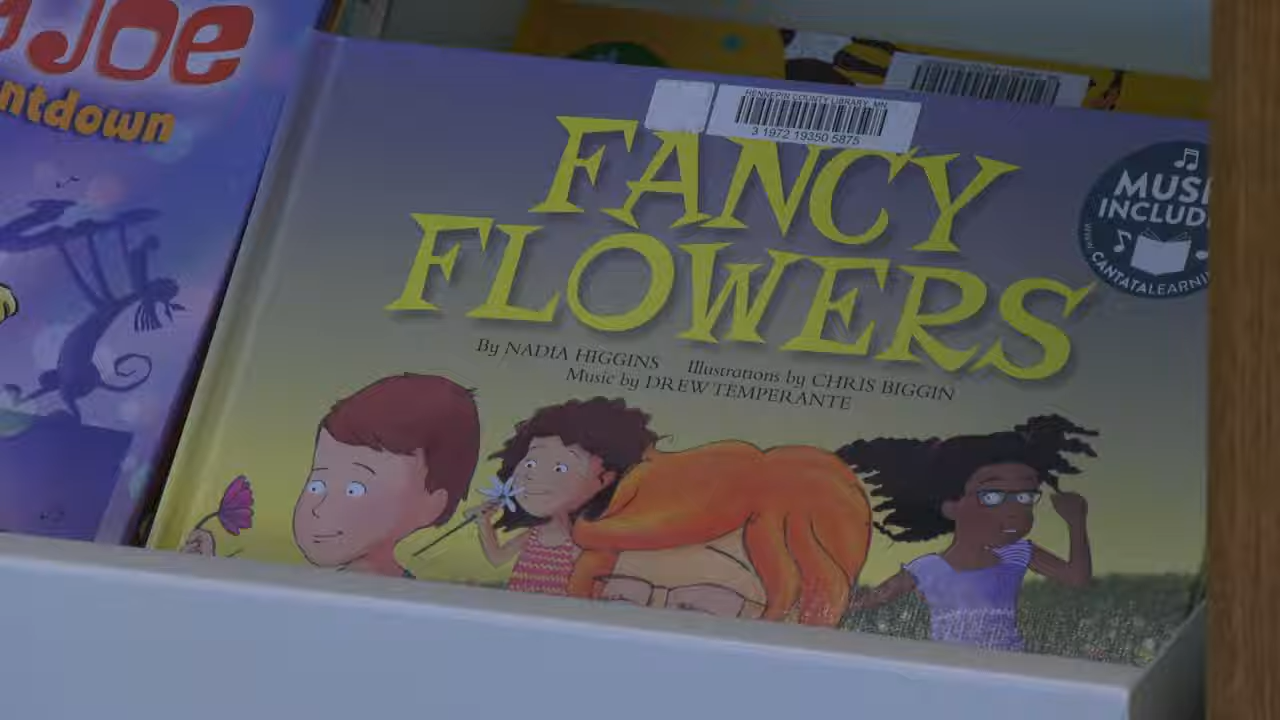 JOE
ntdown
HENNEPIN COUNTY LIBRARY, MN
3 1972 19350 5875
FANCY
FLOWERS
MUSI
INCLUD
WWW.
CANTATALEARNI
By NADIA HIGGINS Illustrations by CHRIS BIGGIN
Music by DREW TEMPERANTE